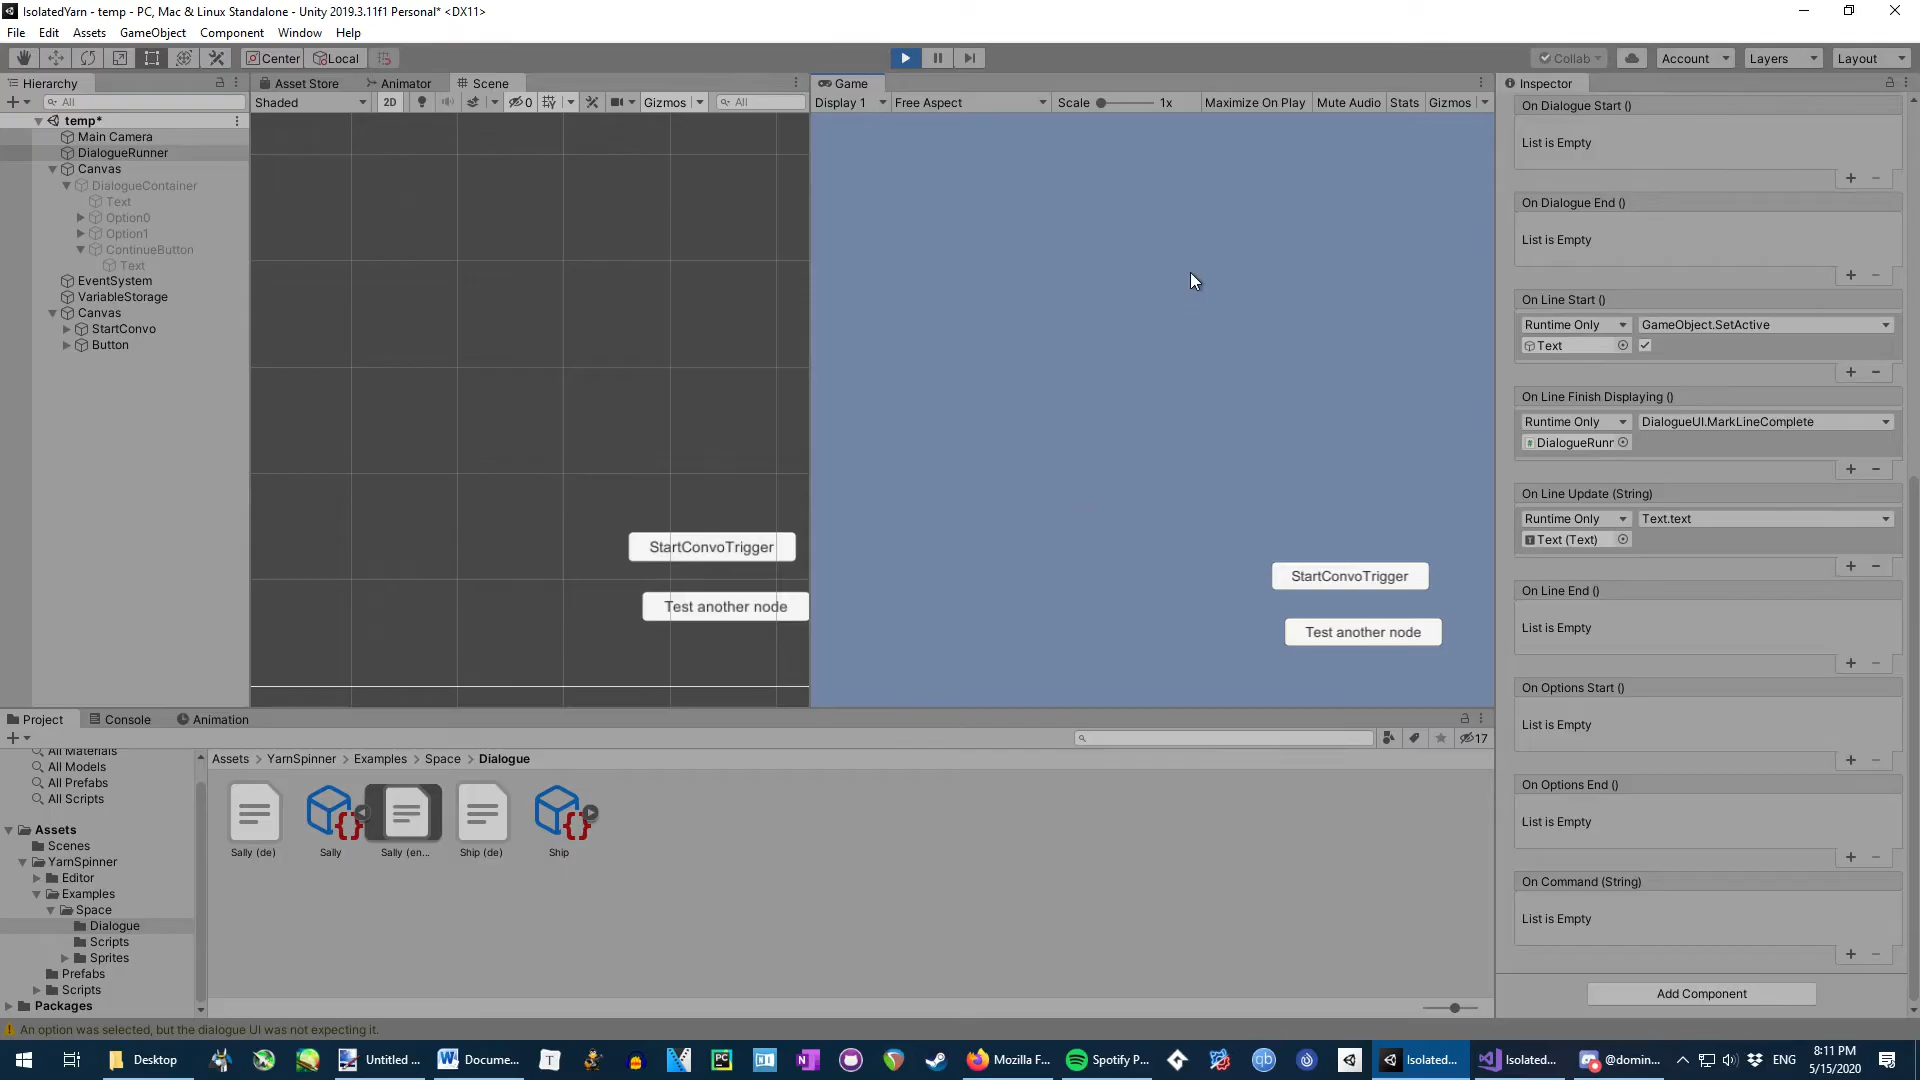 IsolatedYarn - temp - PC, Mac & Linux Standalone - Unity 2019.3.11f1 Personal* <DX11>
File Edit Assets GameObject Component Window Help
Center Local
Collab Account Layers Layout
Hierarchy
All
temp*
Main Camera
DialogueRunner
Canvas
DialogueContainer
Text
Option0
Option1
ContinueButton
Text
EventSystem
VariableStorage
Canvas
StartConvo
Button
Asset Store Animator Scene
Shaded 2D 0 Gizmos All
StartConvoTrigger
Test another node
Game
Display 1 Free Aspect Scale 1x Maximize On Play Mute Audio Stats Gizmos
StartConvoTrigger
Test another node
Inspector
On Dialogue Start ()
List is Empty
On Dialogue End ()
List is Empty
On Line Start ()
Runtime Only GameObject.SetActive
Text
On Line Finish Displaying ()
Runtime Only DialogueUI.MarkLineComplete
DialogueRunr
On Line Update (String)
Runtime Only Text.text
Text (Text)
On Line End ()
List is Empty
On Options Start ()
List is Empty
On Options End ()
List is Empty
On Command (String)
List is Empty
Add Component
Project Console Animation
17
All Materials
All Models
All Prefabs
All Scripts
Assets
Scenes
YarnSpinner
Editor
Examples
Space
Dialogue
Scripts
Sprites
Prefabs
Scripts
Packages
Assets > YarnSpinner > Examples > Space > Dialogue
Sally (de) Sally Sally (en... Ship (de) Ship
An option was selected, but the dialogue UI was not expecting it.
Desktop Untitled ... Docume... Mozilla F... Spotify P... Isolated... Isolated... @domin... ENG
8:11 PM
5/15/2020